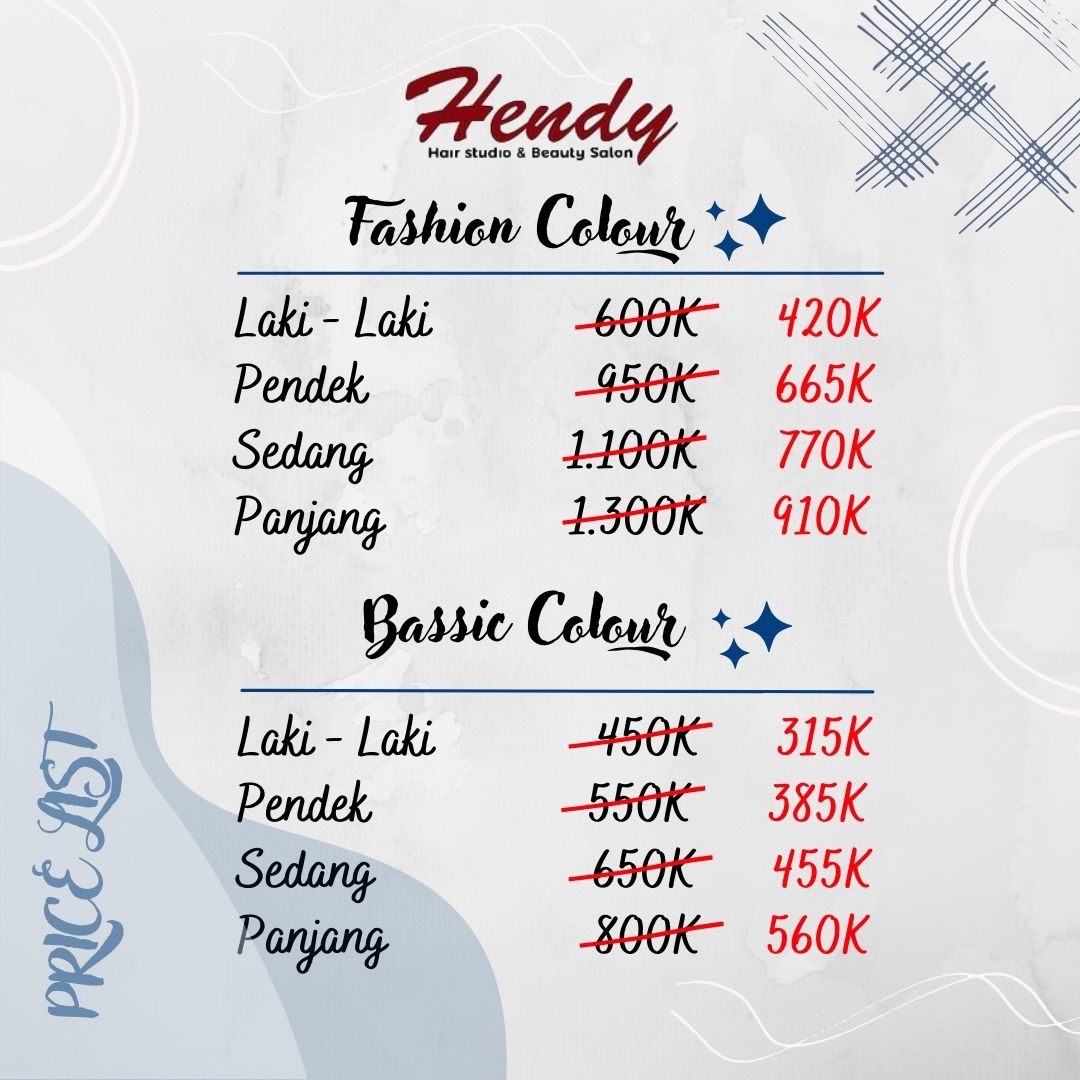 Hendy
Hair studio & Beauty Salon
Fashion Colour
Laki - Laki 600K 420K
Pendek 950K 665K
Sedang 1.100K 770K
Panjang 1.300K 910K
Bassic Colour
Laki - Laki 450K 315K
Pendek 550K 385K
Sedang 650K 455K
Panjang 800K 560K
PRICE LAST